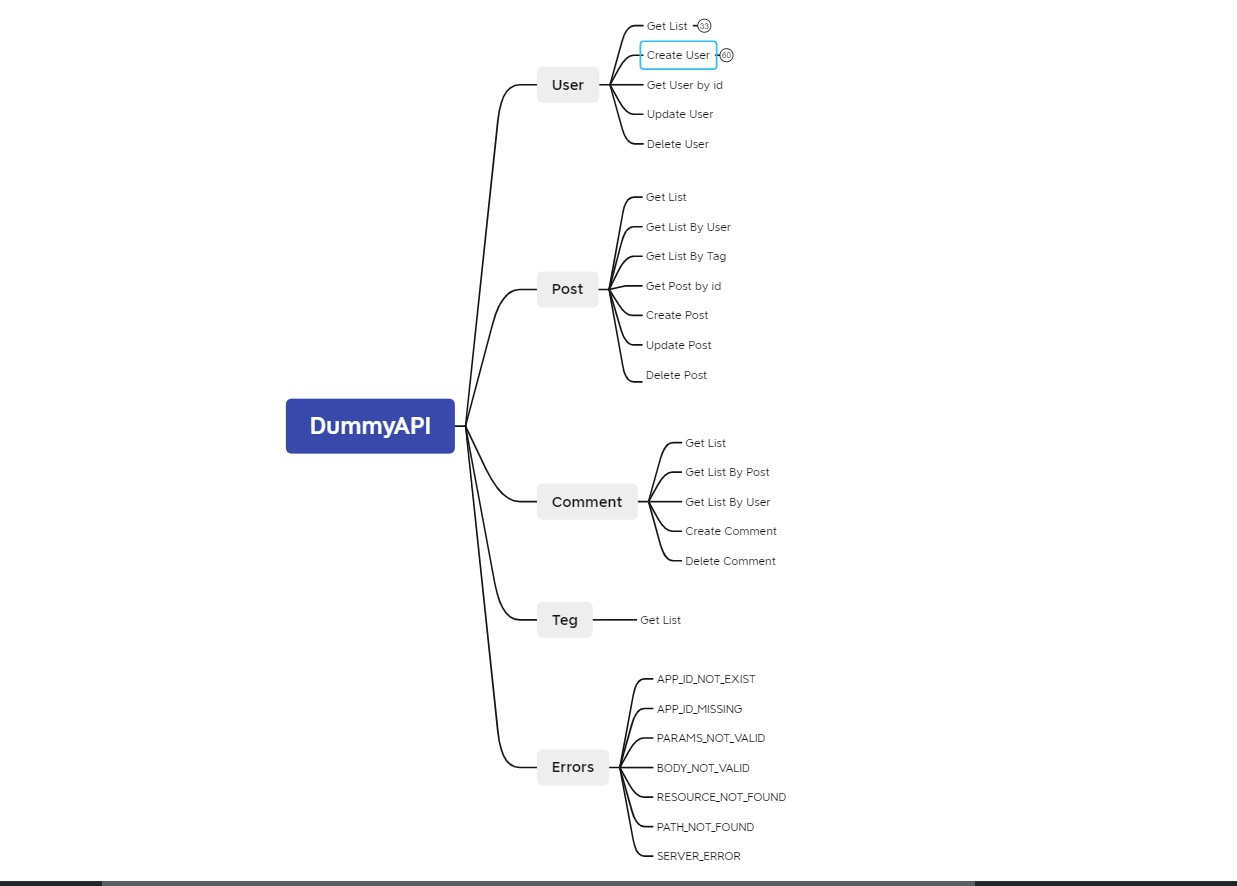 DummyAPI
User
Get List 33
Create User 60
Get User by id
Update User
Delete User
Post
Get List
Get List By User
Get List By Tag
Get Post by id
Create Post
Update Post
Delete Post
Comment
Get List
Get List By Post
Get List By User
Create Comment
Delete Comment
Teg
Get List
Errors
APP_ID_NOT_EXIST
APP_ID_MISSING
PARAMS_NOT_VALID
BODY_NOT_VALID
RESOURCE_NOT_FOUND
PATH_NOT_FOUND
SERVER_ERROR